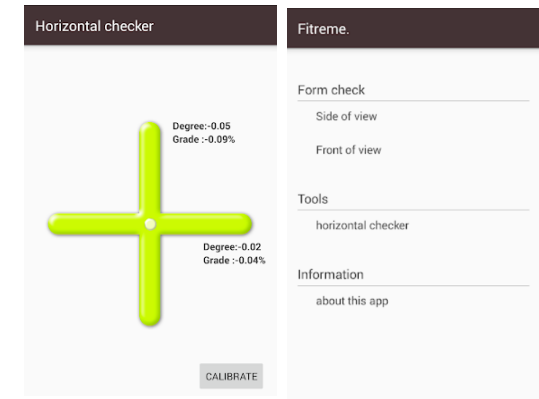 Horizontal checker
Degree:-0.05
Grade :-0.09%
Degree:-0.02
Grade :-0.04%
CALIBRATE
Fitreme.
Form check
Side of view
Front of view
Tools
horizontal checker
Information
about this app